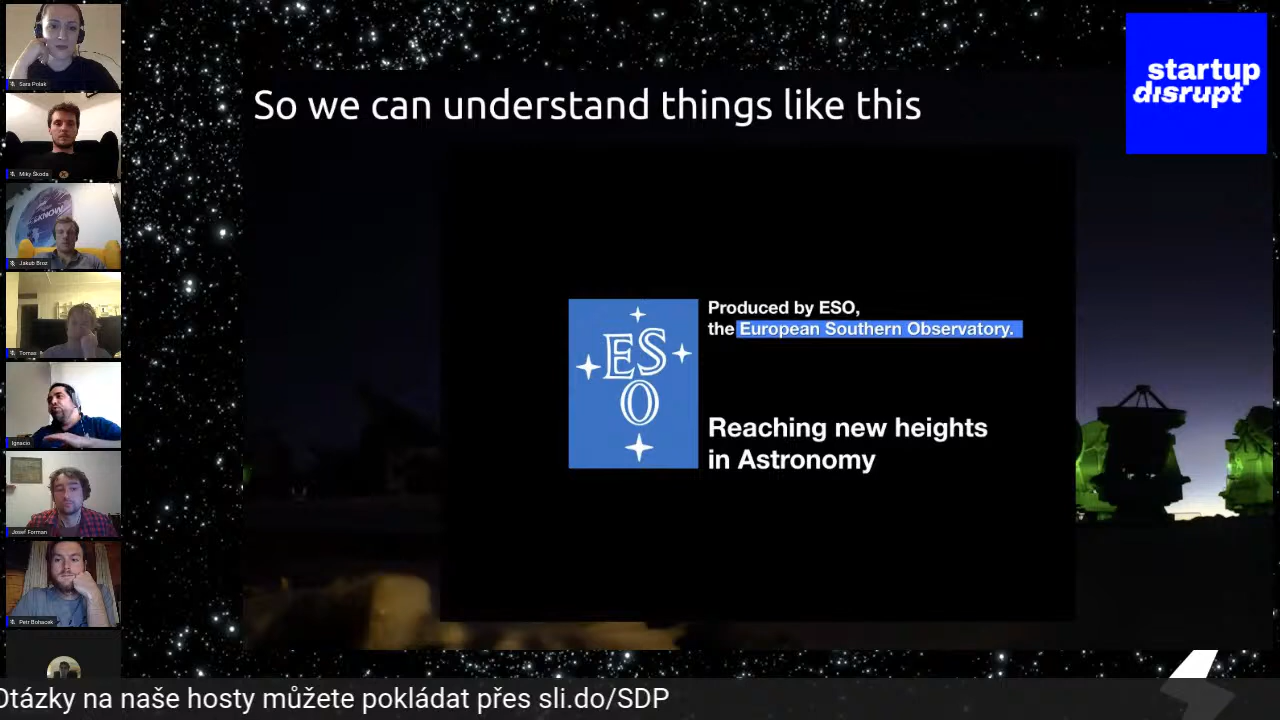 Sara Polak
Miky Škoda
Jakub Broz
Tomas
Ignacio
Josef Forman
Petr Bohacek
So we can understand things like this
ESO
Produced by ESO,
the European Southern Observatory.
Reaching new heights
in Astronomy
startup
disrupt
Otázky na naše hosty můžete pokládat přes sli.do/SDP